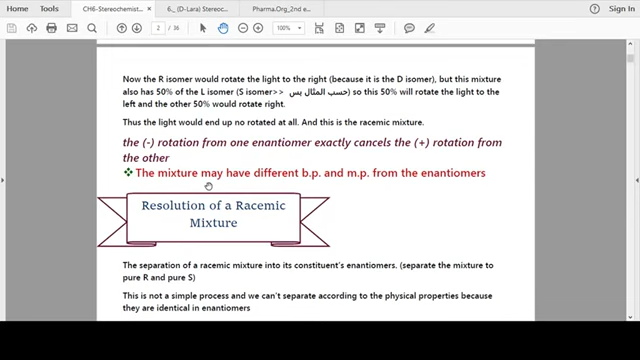 Home
Tools
CH6-Stereochemist...
6._ (D-Lara) Stereoc...
Pharma.Org_2nd e...
Sign In
2 / 36
100%
Now the R isomer would rotate the light to the right (because it is the D isomer), but this mixture
also has 50% of the L isomer (S isomer>> حسب المثال بس) so this 50% will rotate the light to the
left and the other 50% would rotate right.
Thus the light would end up no rotated at all. And this is the racemic mixture.
the (-) rotation from one enantiomer exactly cancels the (+) rotation from
the other
❖ The mixture may have different b.p. and m.p. from the enantiomers
Resolution of a Racemic
Mixture
The separation of a racemic mixture into its constituent's enantiomers. (separate the mixture to
pure R and pure S)
This is not a simple process and we can't separate according to the physical properties because
they are identical in enantiomers